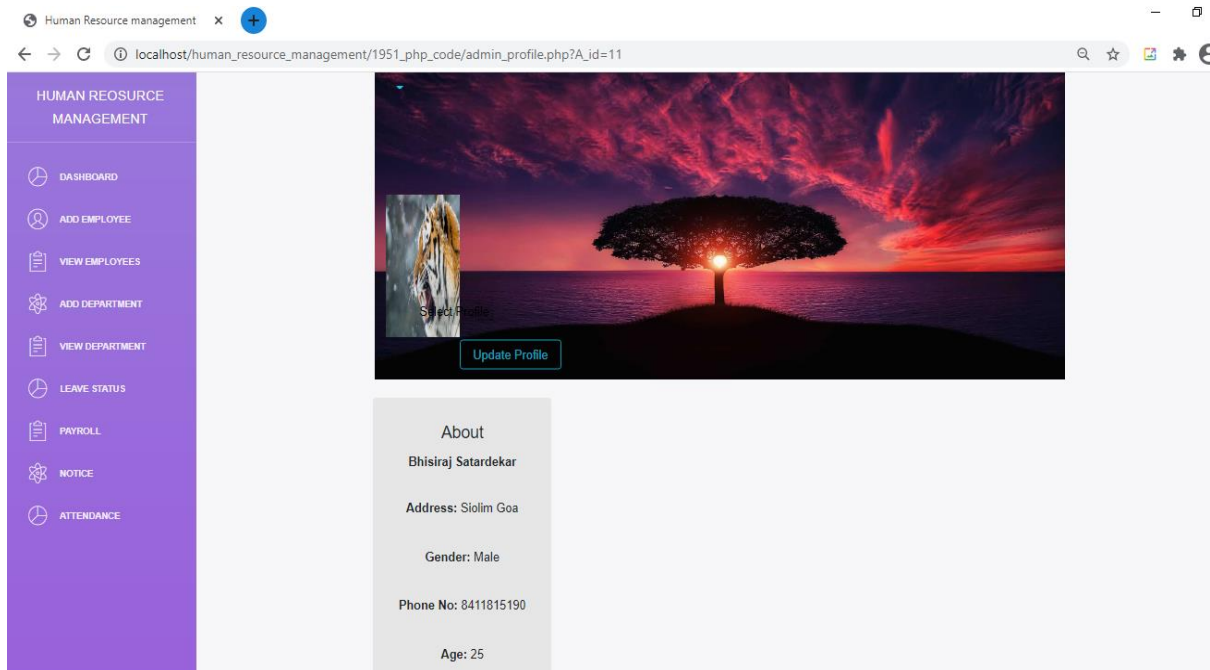 Human Resource management
localhost/human_resource_management/1951_php_code/admin_profile.php?A_id=11
HUMAN REOSURCE
MANAGEMENT
DASHBOARD
ADD EMPLOYEE
VIEW EMPLOYEES
ADD DEPARTMENT
VIEW DEPARTMENT
LEAVE STATUS
PAYROLL
NOTICE
ATTENDANCE
Select Profile
Update Profile
About
Bhisiraj Satardekar
Address: Siolim Goa
Gender: Male
Phone No: 8411815190
Age: 25